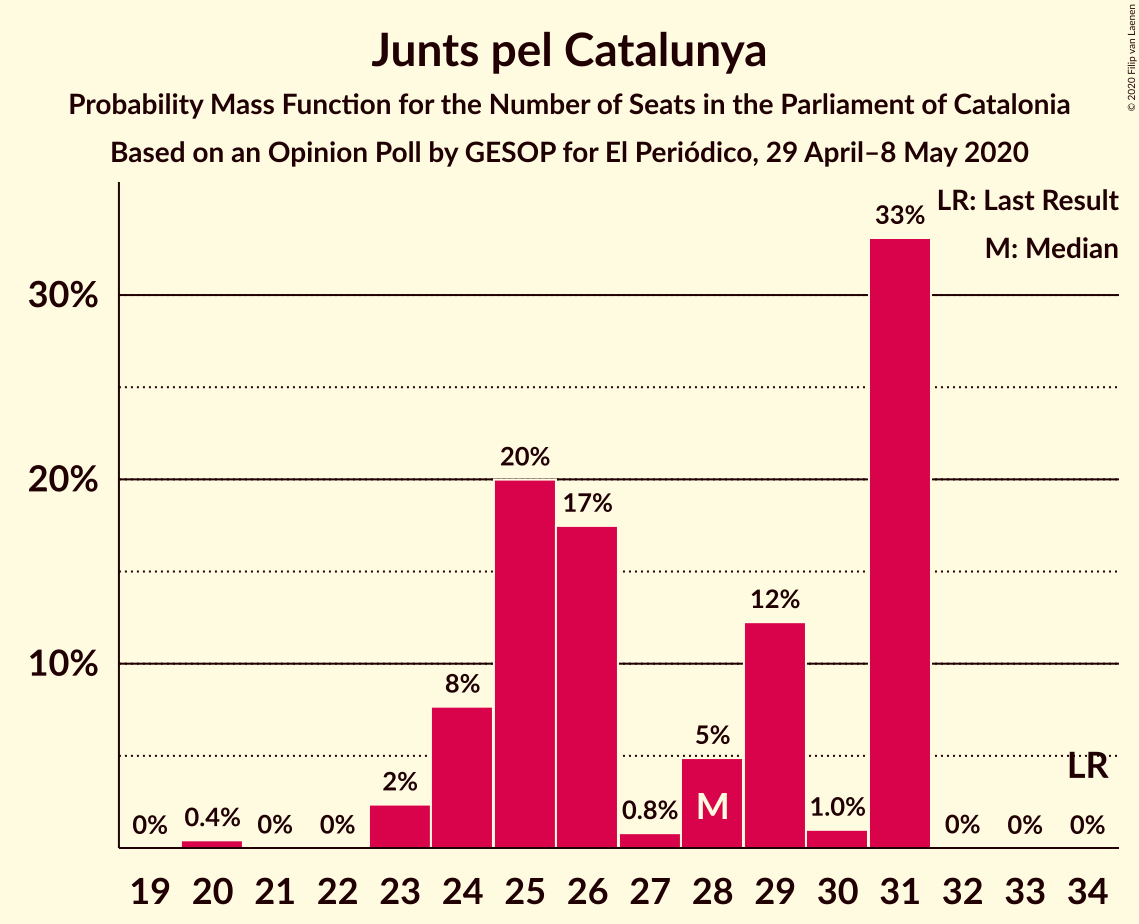 Junts pel Catalunya
Probability Mass Function for the Number of Seats in the Parliament of Catalonia
Based on an Opinion Poll by GESOP for El Periódico, 29 April–8 May 2020
© 2020 Filip van Laenen
LR: Last Result
M: Median
30%
20%
10%
0%
0.4%
0%
0%
2%
8%
20%
17%
0.8%
5%
12%
1.0%
33%
0%
0%
0%
M
LR
19 20 21 22 23 24 25 26 27 28 29 30 31 32 33 34